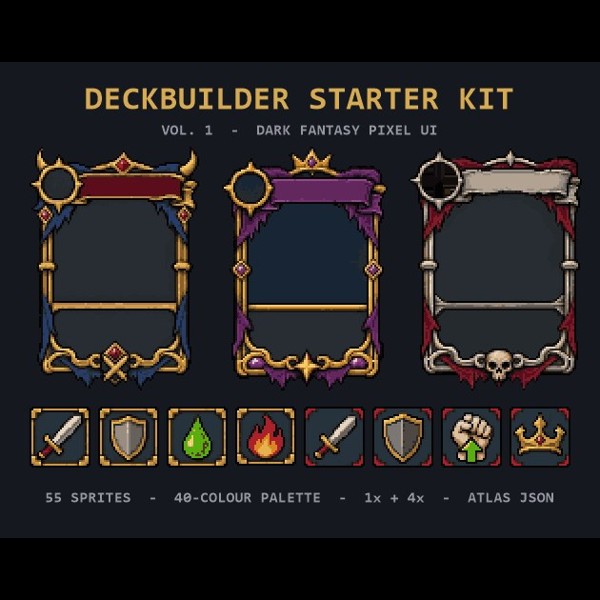 DECKBUILDER STARTER KIT
VOL. 1 - DARK FANTASY PIXEL UI
55 SPRITES - 40-COLOUR PALETTE - 1x + 4x - ATLAS JSON